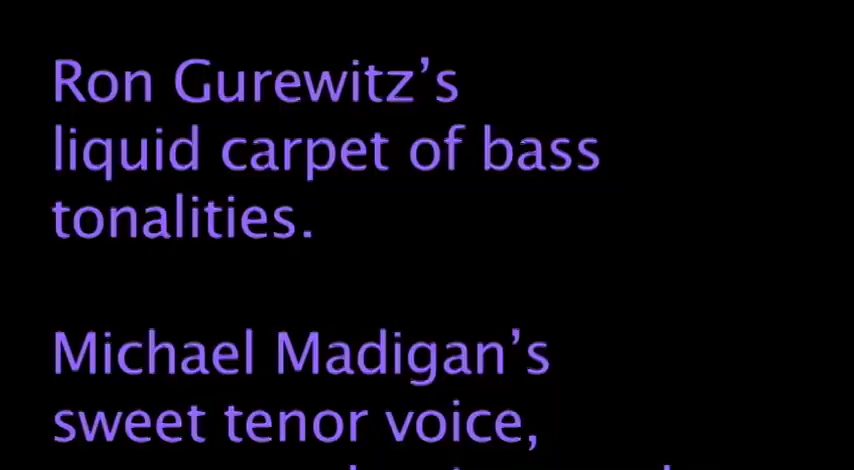 Ron Gurewitz’s
liquid carpet of bass
tonalities.
Michael Madigan’s
sweet tenor voice,